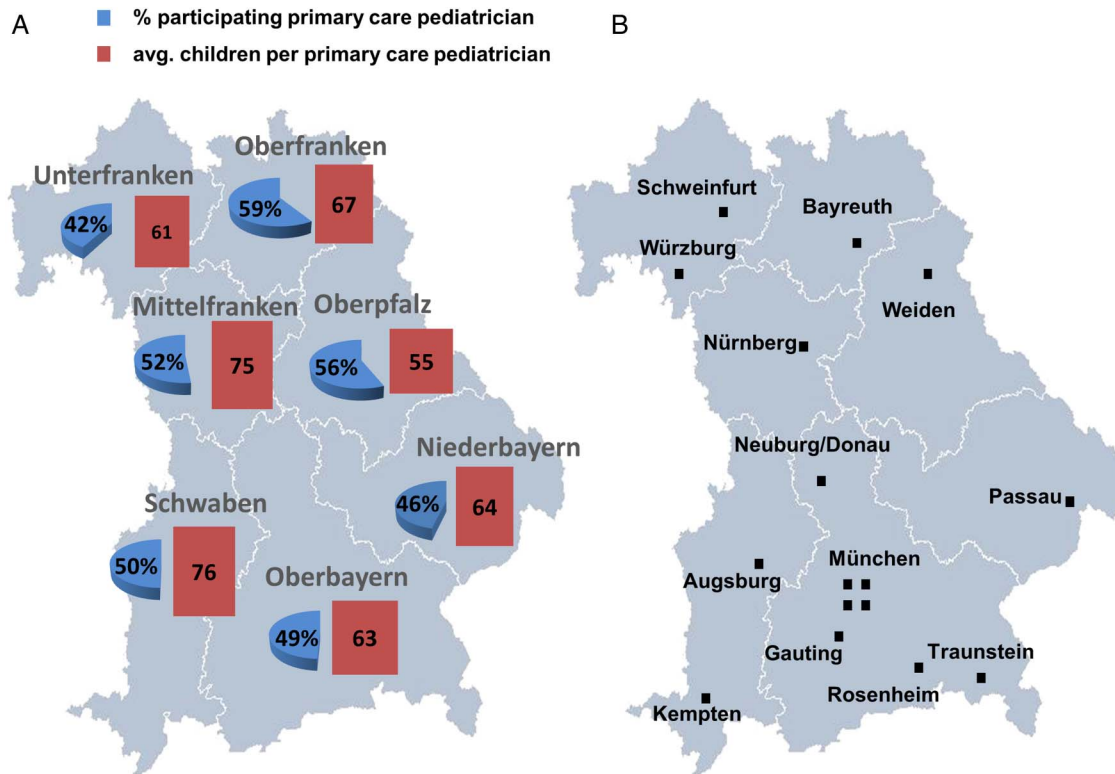 A
% participating primary care pediatrician
avg. children per primary care pediatrician
Oberfranken
Unterfranken
59%
67
42%
61
Mittelfranken
Oberpfalz
52%
75
56%
55
Niederbayern
46%
64
Schwaben
50%
76
Oberbayern
49%
63
B
Schweinfurt
Bayreuth
Würzburg
Weiden
Nürnberg
Neuburg/Donau
Passau
München
Augsburg
Gauting
Traunstein
Rosenheim
Kempten